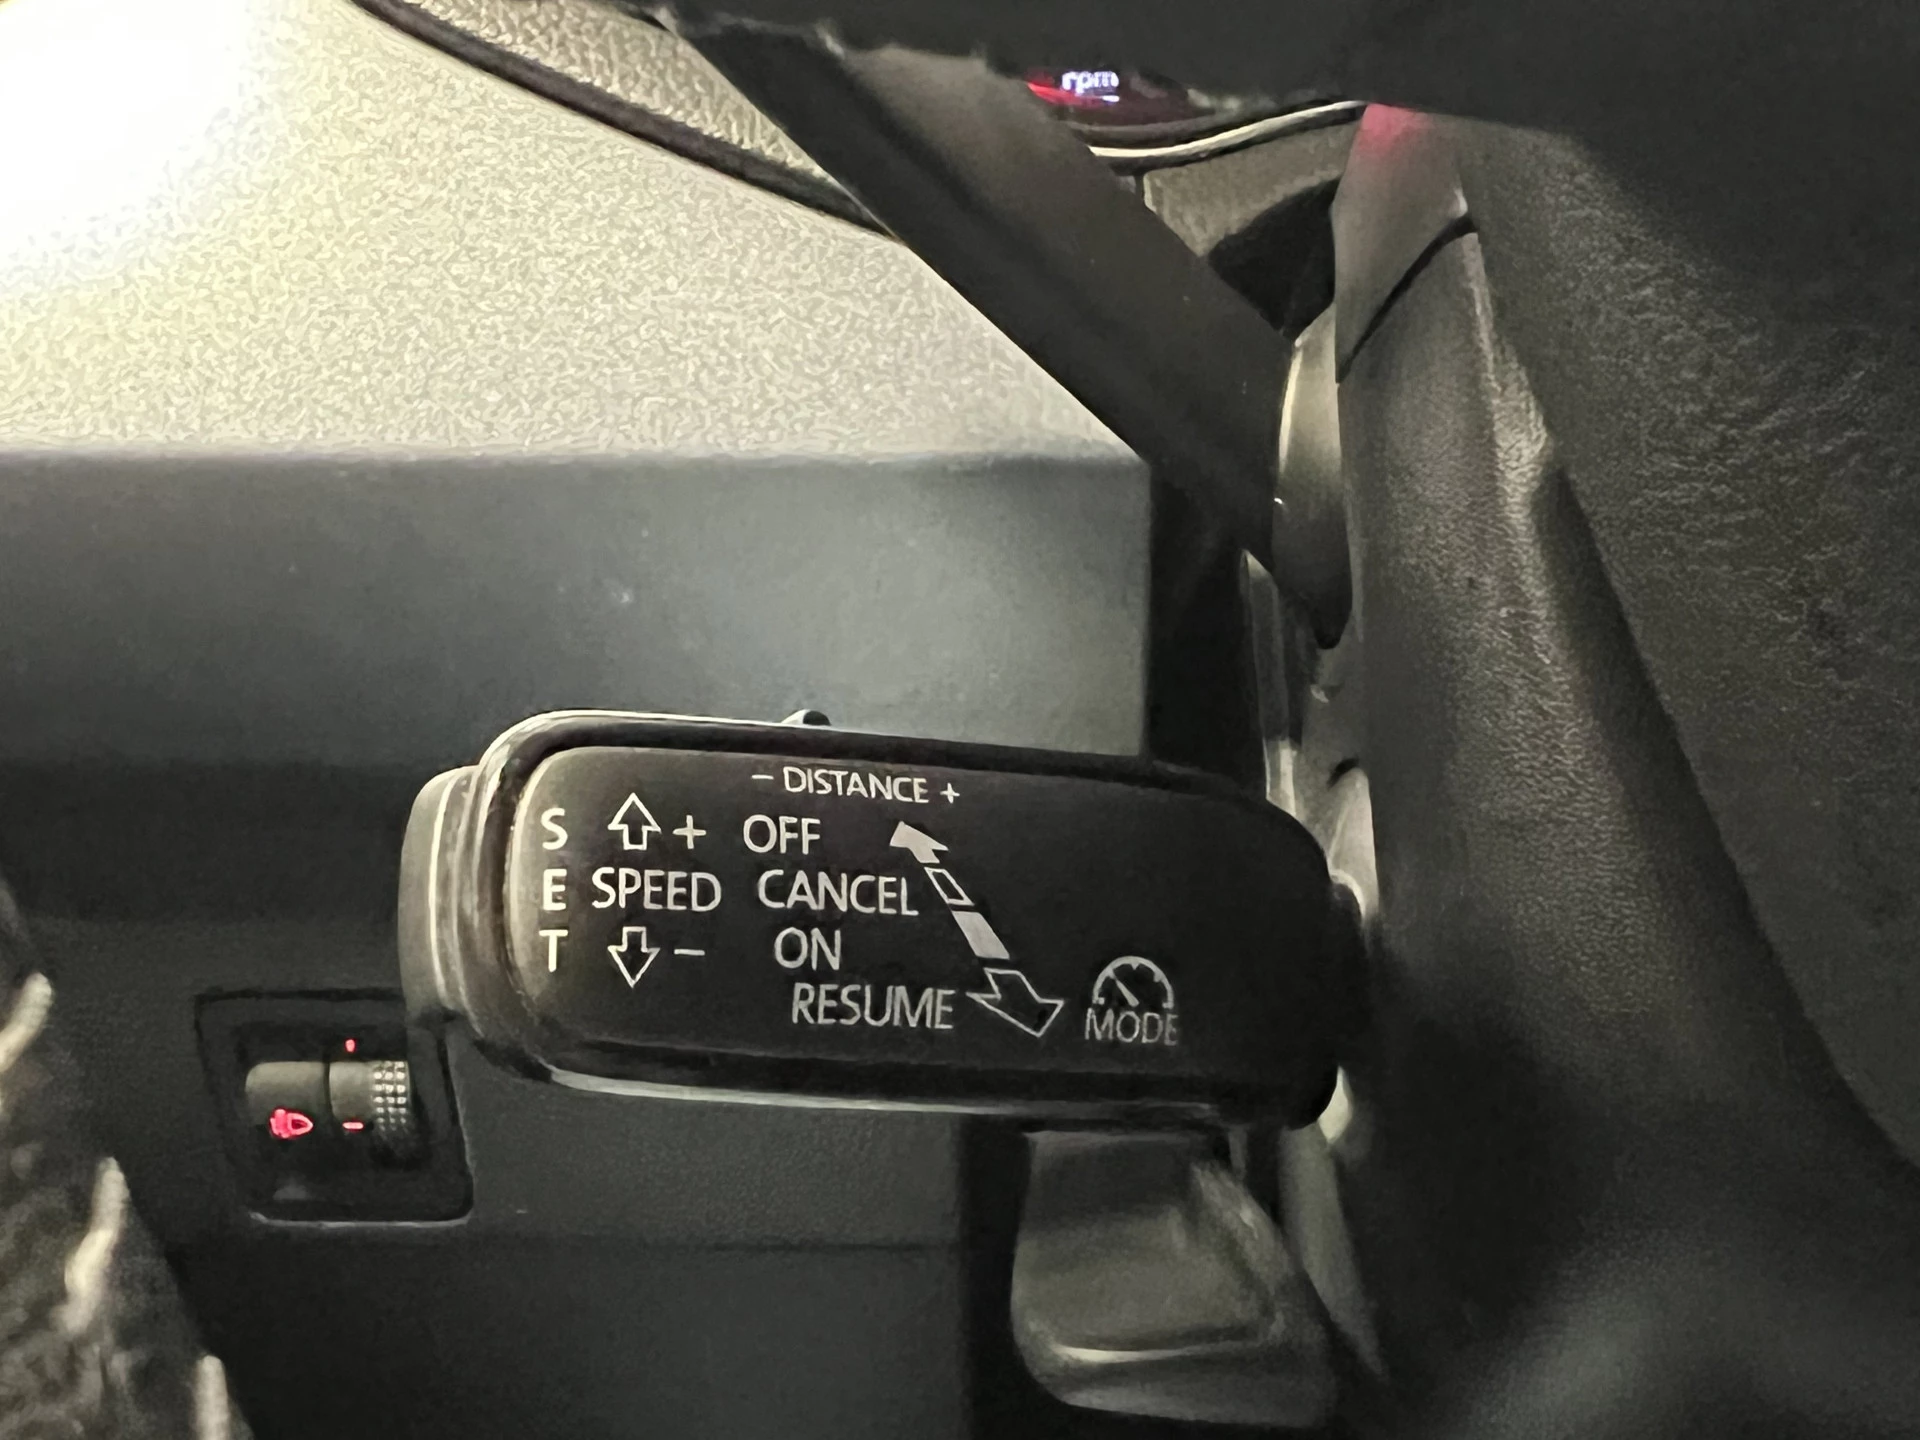 rpm
– DISTANCE +
S + OFF
E SPEED CANCEL
T – ON
RESUME
MODE